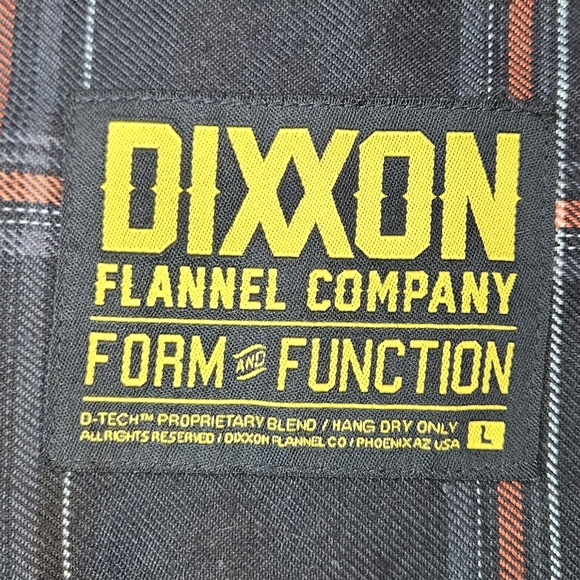 DIXXON
FLANNEL COMPANY
FORM AND FUNCTION
D-TECH™ PROPRIETARY BLEND / HANG DRY ONLY
ALL RIGHTS RESERVED / DIXXON FLANNEL CO / PHOENIX AZ USA
L